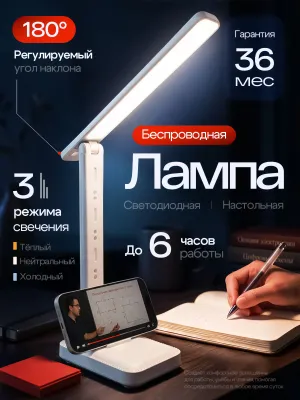 180°
Регулируемый
угол наклона
Гарантия
36
мес
Беспроводная
Лампа
Светодиодная | Настольная
3
режима
свечения
Тёплый
Нейтральный
Холодный
До 6 часов
работы